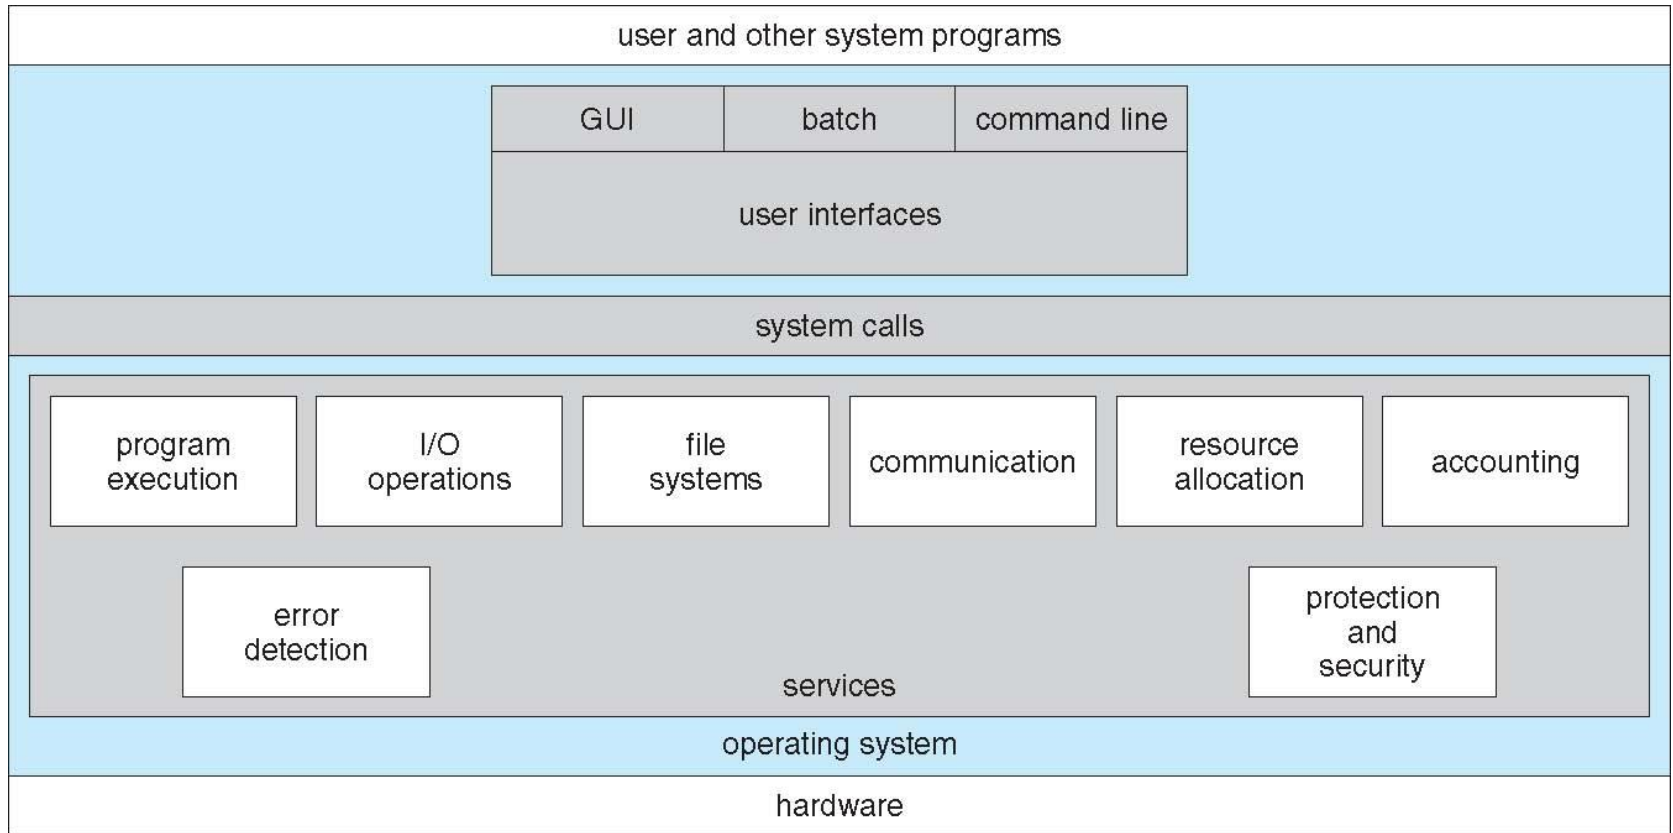 user and other system programs
GUI
batch
command line
user interfaces
system calls
program
execution
I/O
operations
file
systems
communication
resource
allocation
accounting
error
detection
protection
and
security
services
operating system
hardware